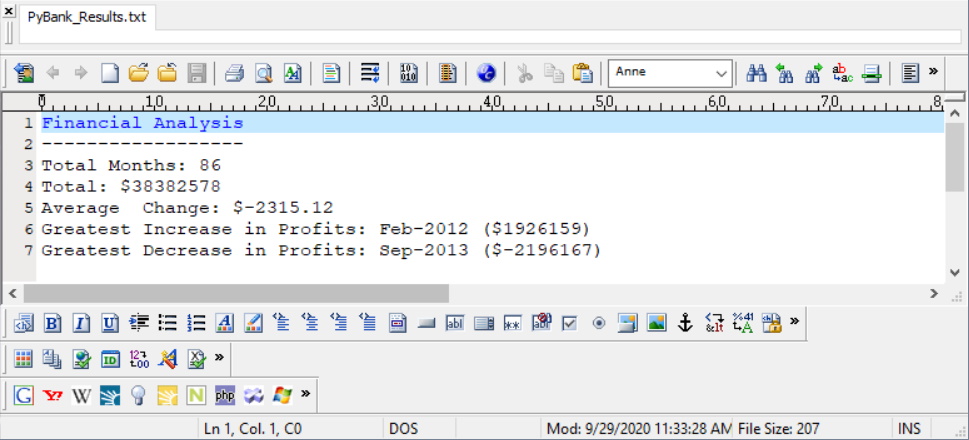 PyBank_Results.txt
Anne
0 10 20 30 40 50 60 70 8
1 Financial Analysis
2 ------------------
3 Total Months: 86
4 Total: $38382578
5 Average  Change: $-2315.12
6 Greatest Increase in Profits: Feb-2012 ($1926159)
7 Greatest Decrease in Profits: Sep-2013 ($-2196167)
Ln 1, Col. 1, C0 DOS Mod: 9/29/2020 11:33:28 AM File Size: 207 INS